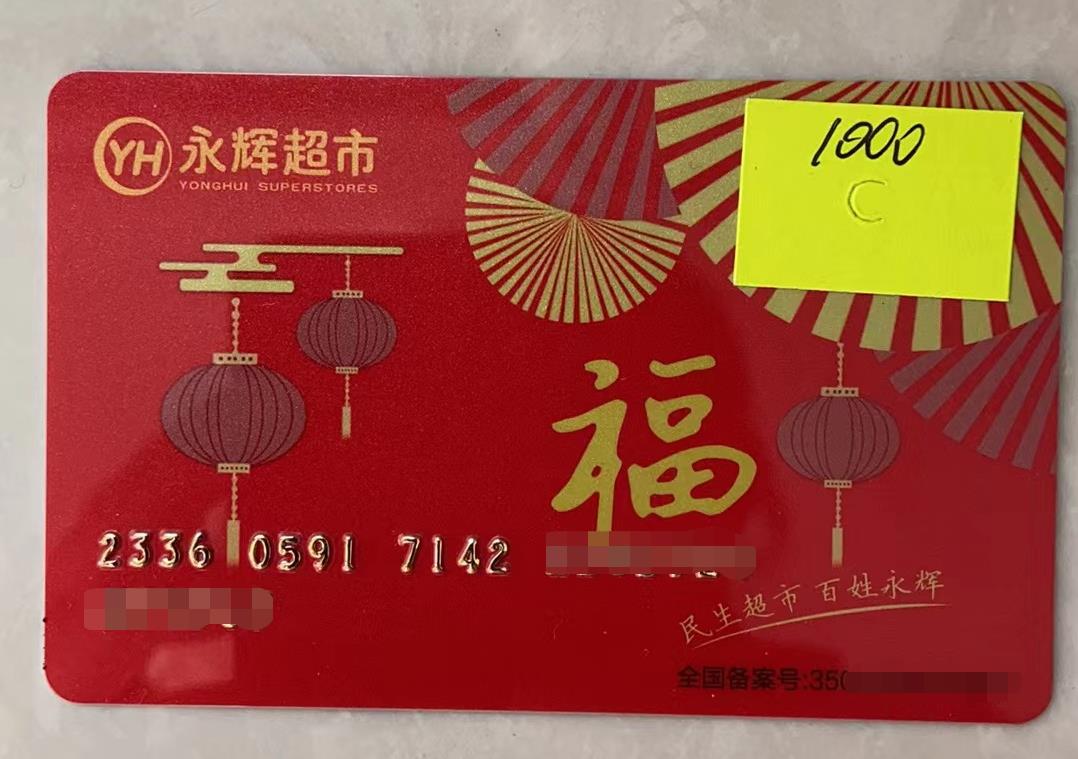 YH 永辉超市
YONGHUI SUPERSTORES
1000
C
福
2336 0591 7142
民生超市 百姓永辉
全国备案号:350